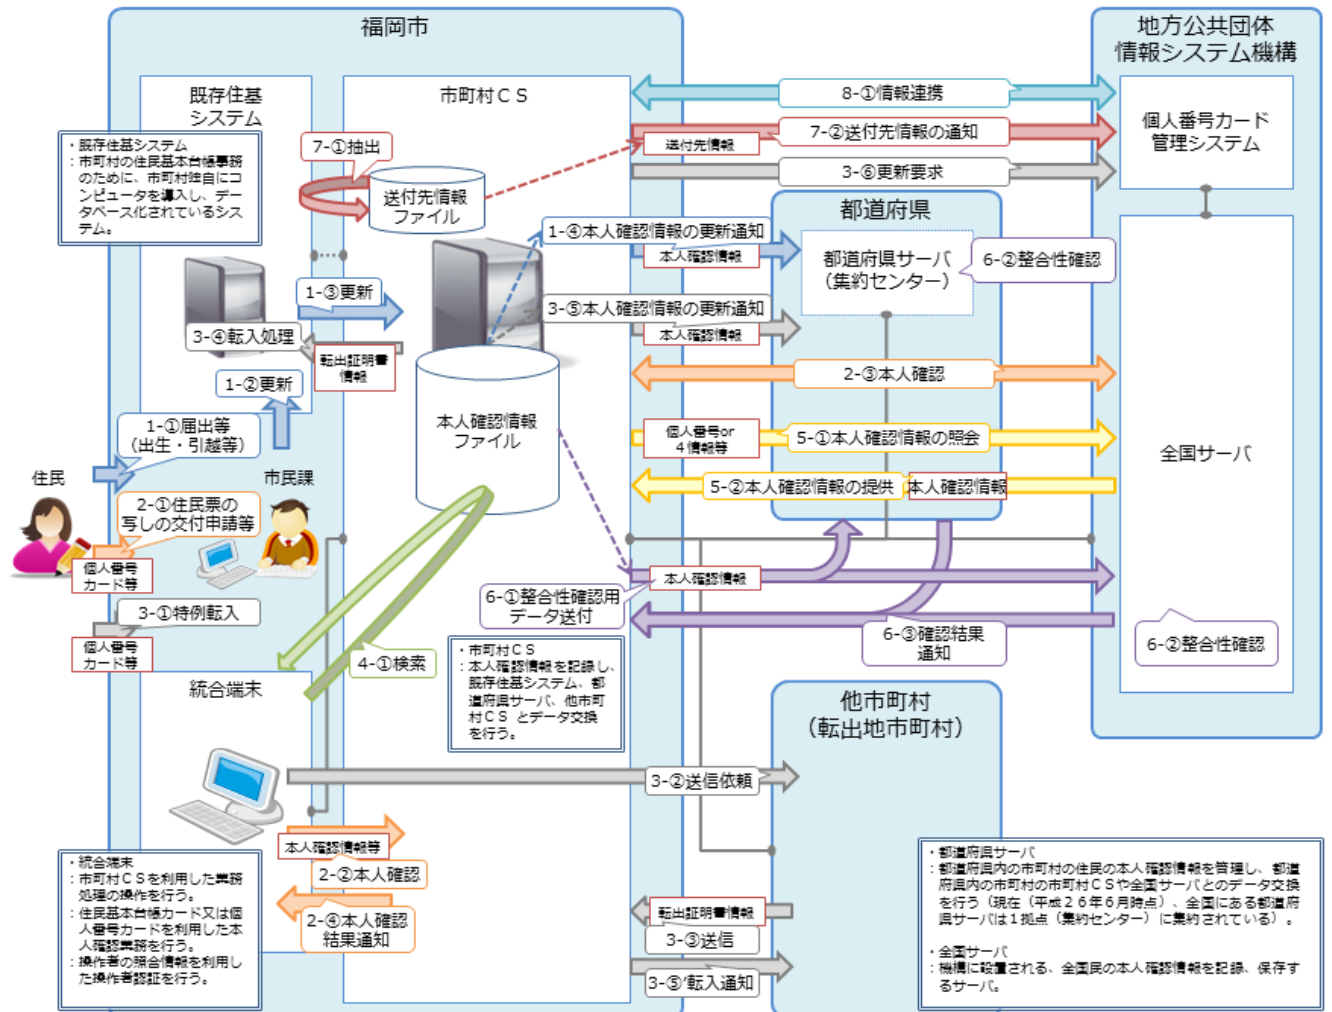 福岡市
地方公共団体
情報システム機構
既存住基
システム
市町村ＣＳ
・既存住基システム
：市町村の住民基本台帳事務
のために、市町村独自にコ
ンピュータを導入し、デー
タベース化されているシス
テム。
7-①抽出
送付先情報
ファイル
8-①情報連携
送付先情報
7-②送付先情報の通知
3-⑥更新要求
個人番号カード
管理システム
都道府県
1-④本人確認情報の更新通知
本人確認情報
都道府県サーバ
（集約センター）
6-②整合性確認
1-③更新
3-⑤本人確認情報の更新通知
本人確認情報
3-④転入処理
転出証明書
情報
1-②更新
2-③本人確認
1-①届出等
（出生・引越等）
本人確認情報
ファイル
個人番号or
４情報等
5-①本人確認情報の照会
全国サーバ
5-②本人確認情報の提供
本人確認情報
住民
市民課
2-①住民票の
写しの交付申請等
個人番号
カード等
3-①特例転入
個人番号
カード等
本人確認情報
6-①整合性確認用
データ送付
6-③確認結果
通知
6-②整合性確認
4-①検索
・市町村ＣＳ
：本人確認情報を記録し、
既存住基システム、都
道府県サーバ、他市町
村ＣＳ とデータ交換
を行う。
統合端末
他市町村
（転出地市町村）
3-②送信依頼
本人確認情報等
2-②本人確認
2-④本人確認
結果通知
・統合端末
：市町村ＣＳを利用した業務
処理の操作を行う。
：住民基本台帳カード又は個
人番号カードを利用した本
人確認業務を行う。
：操作者の照合情報を利用し
た操作者認証を行う。
転出証明書情報
3-③送信
3-⑤’転入通知
・都道府県サーバ
：都道府県内の市町村の住民の本人確認情報を管理し、都道
府県内の市町村の市町村ＣＳや全国サーバとのデータ交換
を行う（現在（平成２６年６月時点）、全国にある都道府
県サーバは１拠点（集約センター）に集約されている）。
・全国サーバ
：機構に設置される、全国民の本人確認情報を記録、保存す
るサーバ。